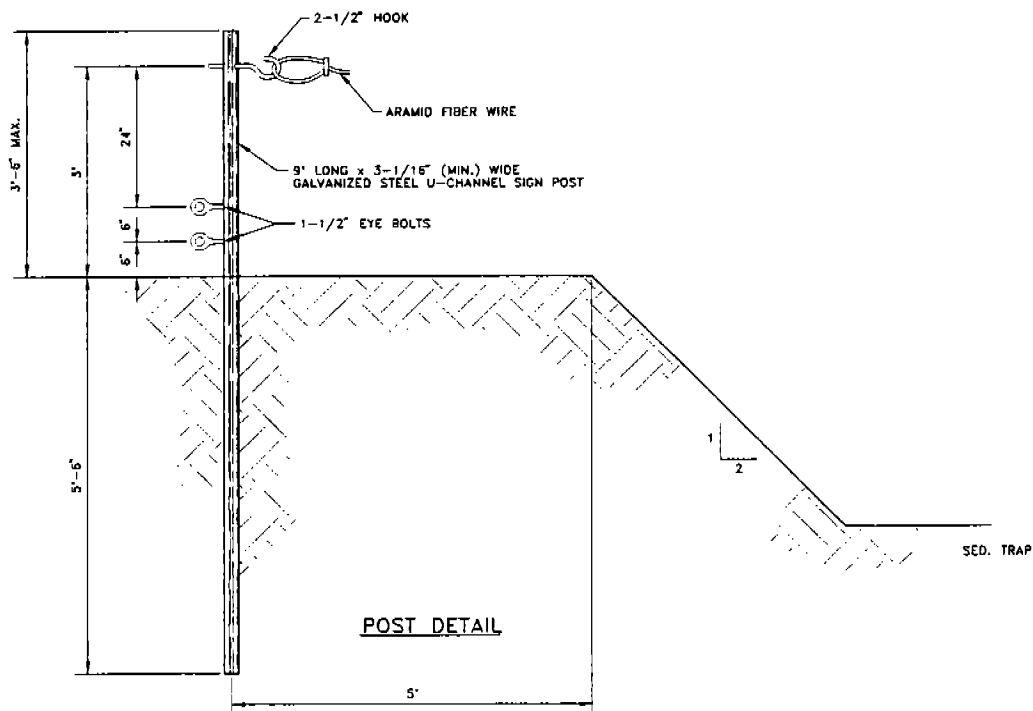 2-1/2" HOOK
ARAMID FIBER WIRE
3'-6" MAX.
3'
24"
9' LONG x 3-1/16" (MIN.) WIDE
GALVANIZED STEEL U-CHANNEL SIGN POST
1-1/2" EYE BOLTS
6"
6"
5'-6"
1
2
SED. TRAP
POST DETAIL
5'